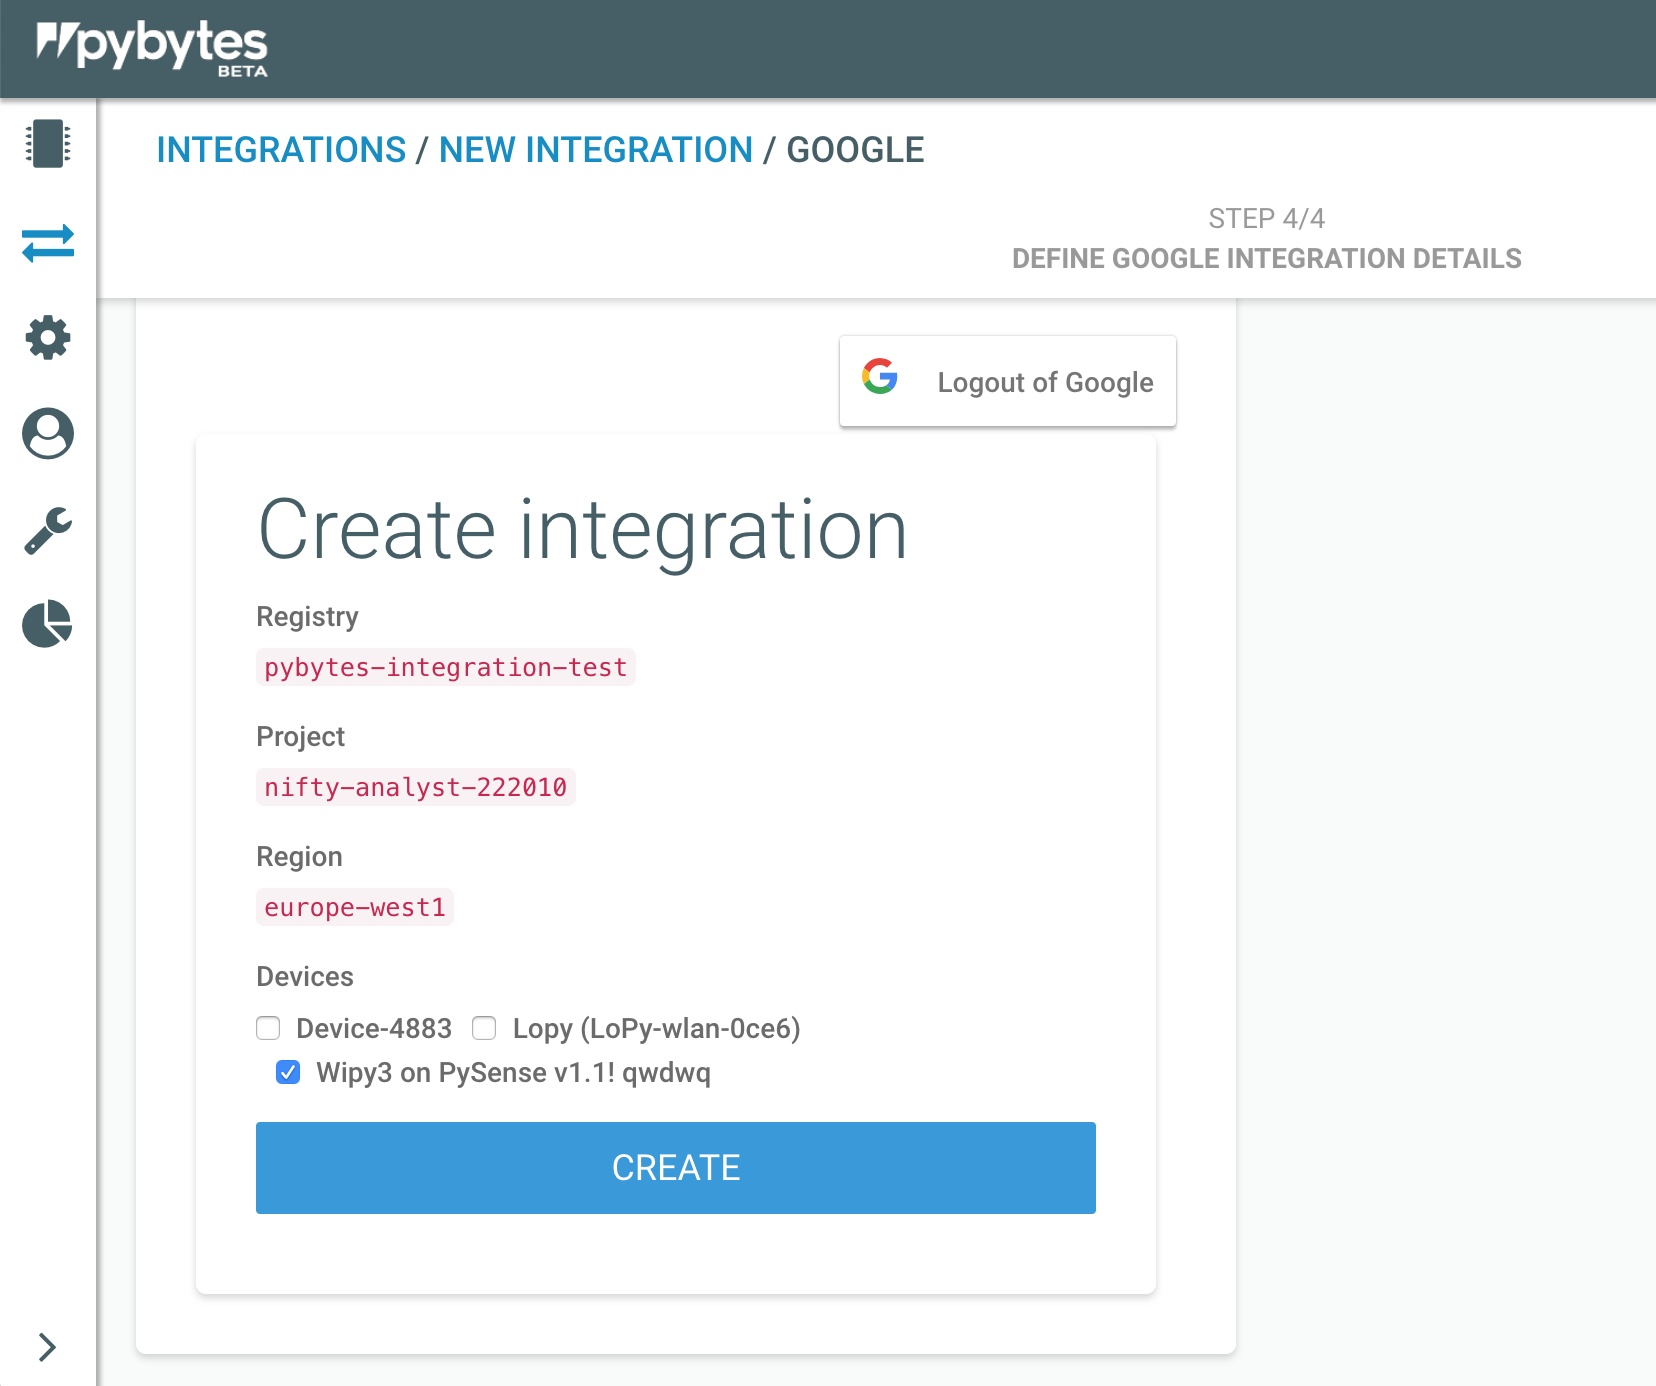 pybytes
BETA
INTEGRATIONS / NEW INTEGRATION / GOOGLE
STEP 4/4
DEFINE GOOGLE INTEGRATION DETAILS
Logout of Google
Create integration
Registry
pybytes-integration-test
Project
nifty-analyst-222010
Region
europe-west1
Devices
Device-4883 Lopy (LoPy-wlan-0ce6)
Wipy3 on PySense v1.1! qwdwq
CREATE